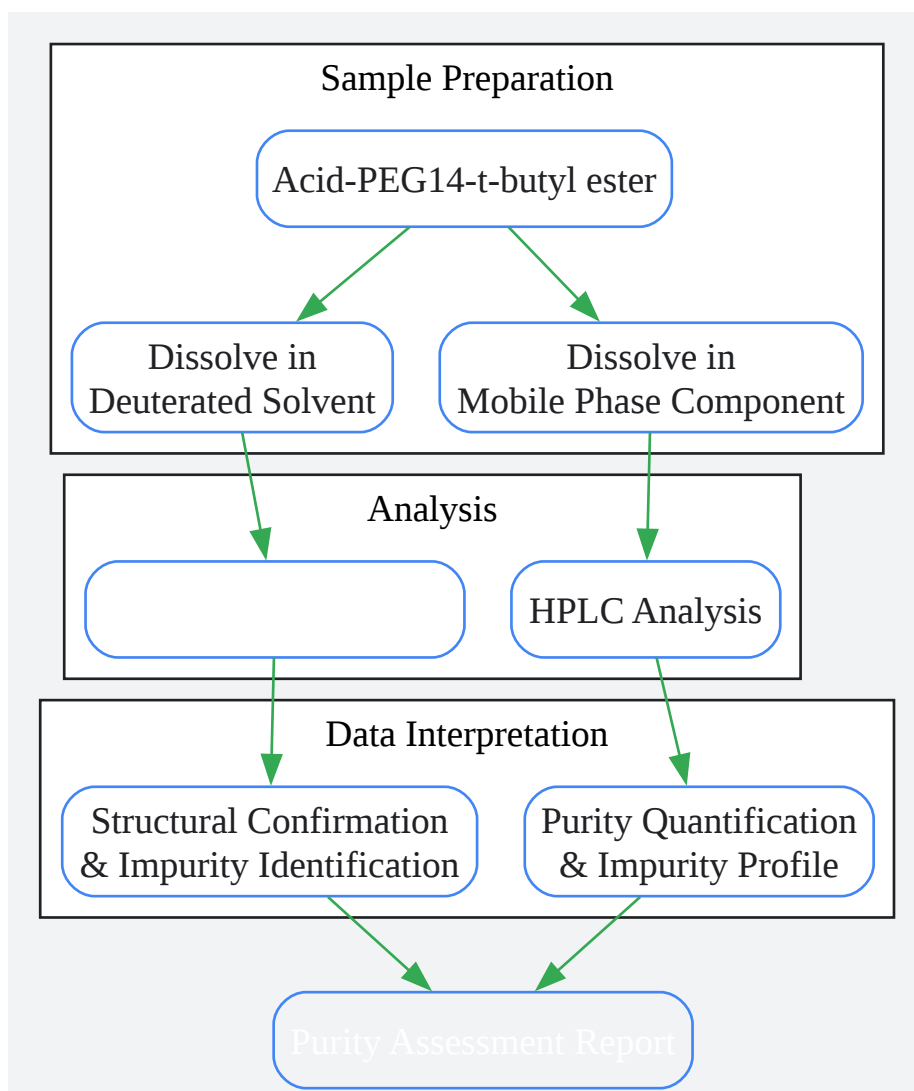 Sample Preparation
Acid-PEG14-t-butyl ester
Dissolve in
Deuterated Solvent
Dissolve in
Mobile Phase Component
Analysis
HPLC Analysis
Data Interpretation
Structural Confirmation
& Impurity Identification
Purity Quantification
& Impurity Profile
Purity Assessment Report